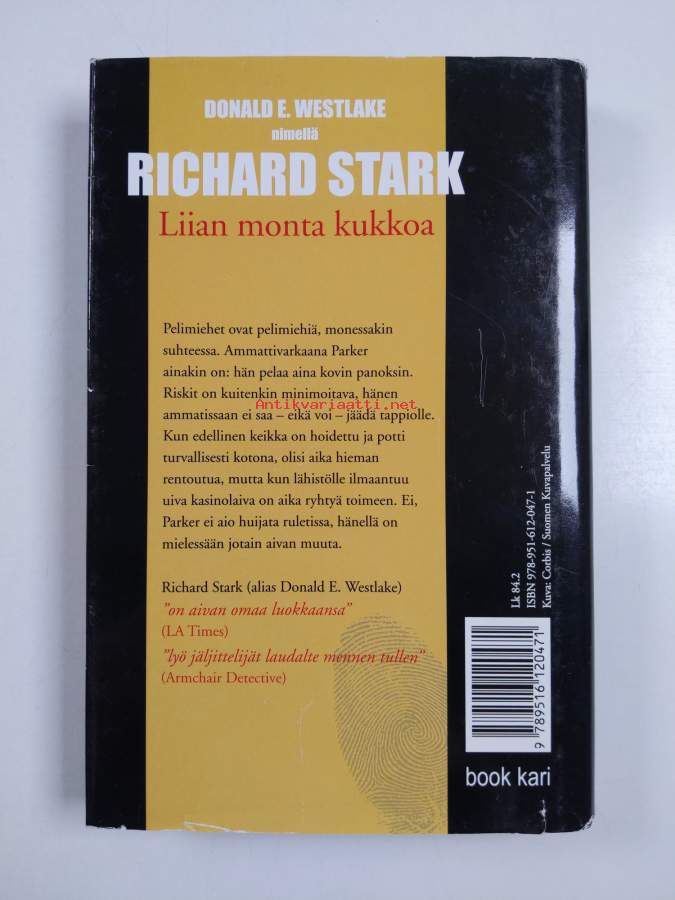 DONALD E. WESTLAKE
nimellä
RICHARD STARK
Liian monta kukkoa
Pelimiehet ovat pelimiehiä, monessakin
suhteessa. Ammattivarkaana Parker
ainakin on: hän pelaa aina kovin panoksin.
Riskit on kuitenkin minimoitava, hänen
Antikvariaatti.net
ammatissaan ei saa – eikä voi – jäädä tappiolle.
Kun edellinen keikka on hoidettu ja potti
turvallisesti kotona, olisi aika hieman
rentoutua, mutta kun lähistölle ilmaantuu
uiva kasinolaiva on aika ryhtyä toimeen. Ei,
Parker ei aio huijata ruletissa, hänellä on
mielessään jotain aivan muuta.
Richard Stark (alias Donald E. Westlake)
"on aivan omaa luokkaansa"
(LA Times)
"lyö jäljittelijät laudalte mennen tullen"
(Armchair Detective)
Lk 84.2
ISBN 978-951-612-047-1
Kuva: Corbis / Suomen Kuvapalvelu
9 789516 120471
book kari